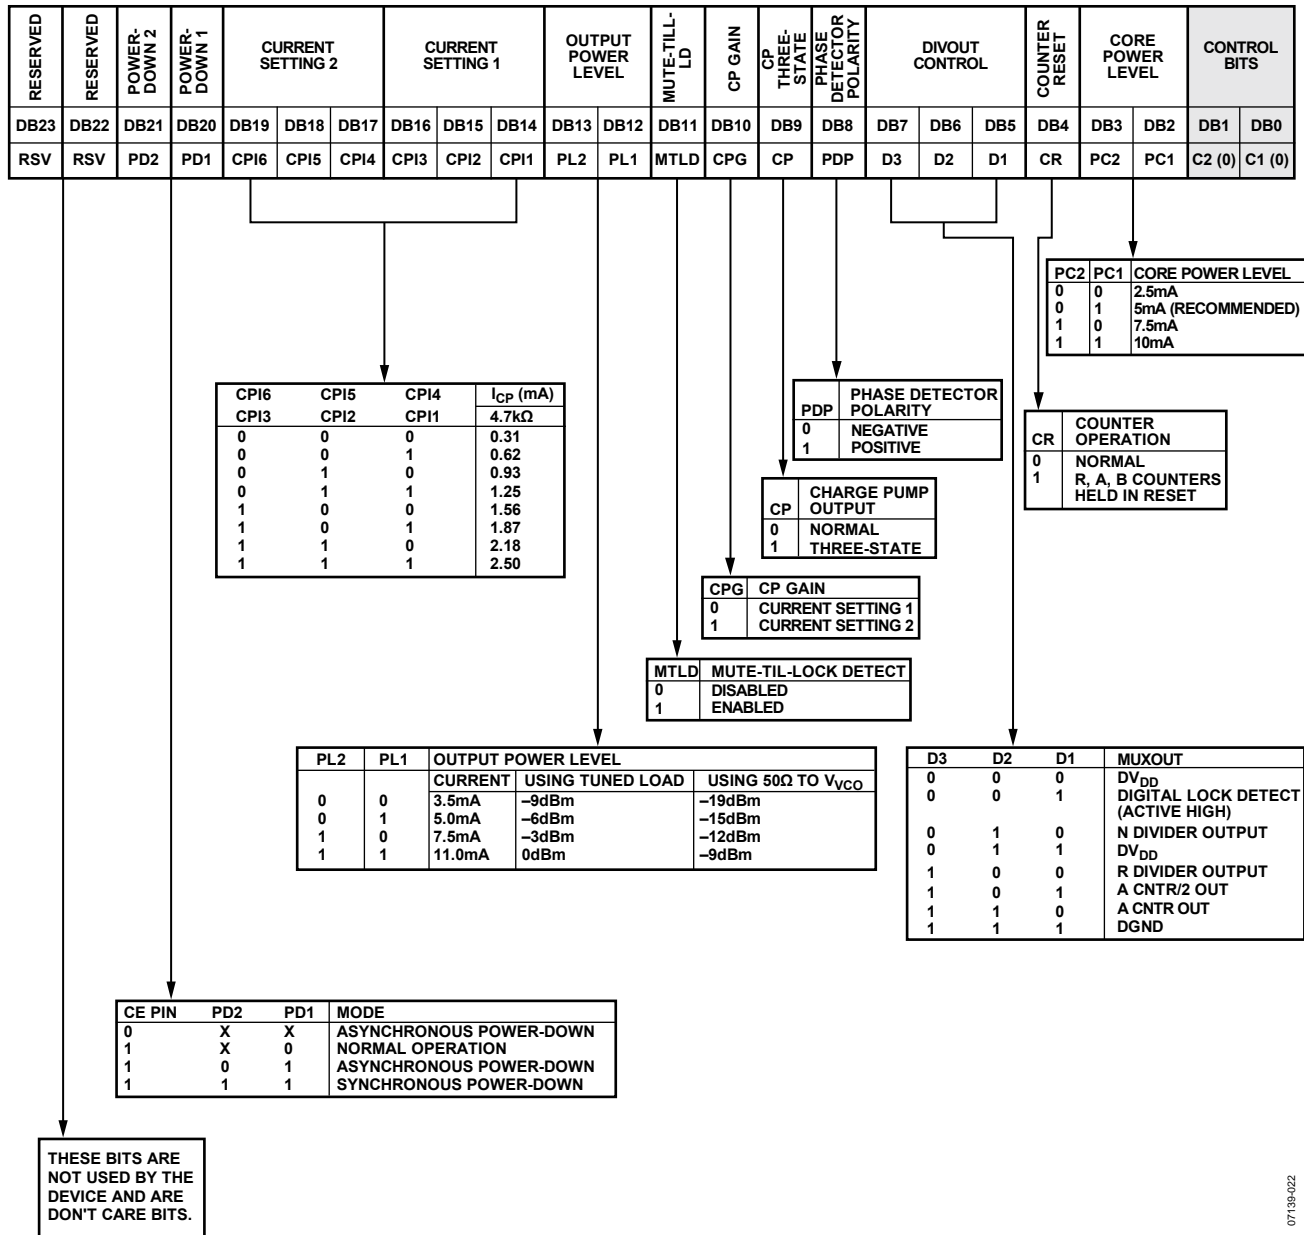 RESERVED
RESERVED
POWER-DOWN 2
POWER-DOWN 1
CURRENT SETTING 2
CURRENT SETTING 1
OUTPUT POWER LEVEL
MUTE-TILL-LD
CP GAIN
CP THREE-STATE
PHASE DETECTOR POLARITY
DIVOUT CONTROL
COUNTER RESET
CORE POWER LEVEL
CONTROL BITS
DB23 DB22 DB21 DB20 DB19 DB18 DB17 DB16 DB15 DB14 DB13 DB12 DB11 DB10 DB9 DB8 DB7 DB6 DB5 DB4 DB3 DB2 DB1 DB0
RSV RSV PD2 PD1 CPI6 CPI5 CPI4 CPI3 CPI2 CPI1 PL2 PL1 MTLD CPG CP PDP D3 D2 D1 CR PC2 PC1 C2 (0) C1 (0)
PC2 PC1 CORE POWER LEVEL
0 0 2.5mA
0 1 5mA (RECOMMENDED)
1 0 7.5mA
1 1 10mA
CPI6 CPI5 CPI4 ICP (mA)
CPI3 CPI2 CPI1 4.7kΩ
0 0 0 0.31
0 0 1 0.62
0 1 0 0.93
0 1 1 1.25
1 0 0 1.56
1 0 1 1.87
1 1 0 2.18
1 1 1 2.50
PHASE DETECTOR
PDP POLARITY
0 NEGATIVE
1 POSITIVE
COUNTER
CR OPERATION
0 NORMAL
1 R, A, B COUNTERS
HELD IN RESET
CHARGE PUMP
CP OUTPUT
0 NORMAL
1 THREE-STATE
CPG CP GAIN
0 CURRENT SETTING 1
1 CURRENT SETTING 2
MTLD MUTE-TIL-LOCK DETECT
0 DISABLED
1 ENABLED
PL2 PL1 OUTPUT POWER LEVEL
CURRENT USING TUNED LOAD USING 50Ω TO VVCO
0 0 3.5mA –9dBm –19dBm
0 1 5.0mA –6dBm –15dBm
1 0 7.5mA –3dBm –12dBm
1 1 11.0mA 0dBm –9dBm
D3 D2 D1 MUXOUT
0 0 0 DVDD
0 0 1 DIGITAL LOCK DETECT
(ACTIVE HIGH)
0 1 0 N DIVIDER OUTPUT
0 1 1 DVDD
1 0 0 R DIVIDER OUTPUT
1 0 1 A CNTR/2 OUT
1 1 0 A CNTR OUT
1 1 1 DGND
CE PIN PD2 PD1 MODE
0 X X ASYNCHRONOUS POWER-DOWN
1 X 0 NORMAL OPERATION
1 0 1 ASYNCHRONOUS POWER-DOWN
1 1 1 SYNCHRONOUS POWER-DOWN
THESE BITS ARE
NOT USED BY THE
DEVICE AND ARE
DON'T CARE BITS.
07139-022